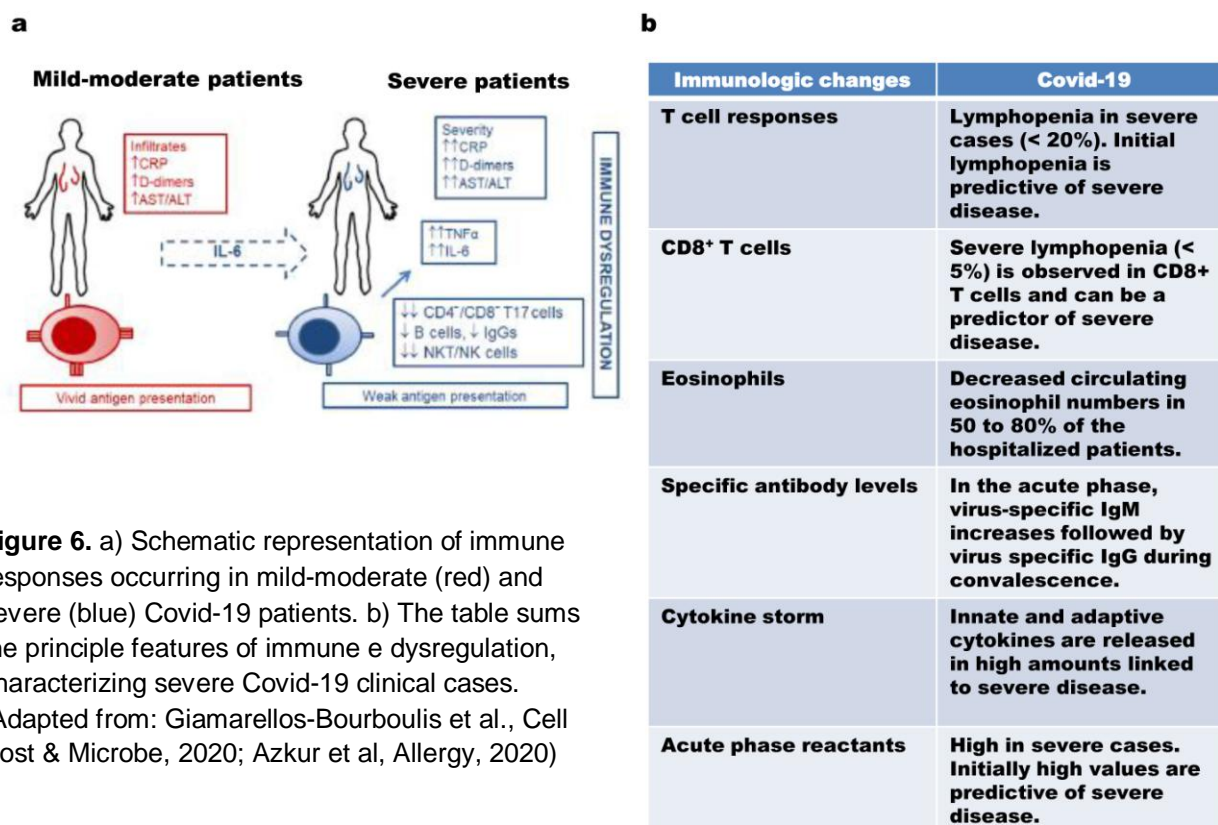 a
Mild-moderate patients
Severe patients
Infiltrates
↑CRP
↑D-dimers
↑AST/ALT
IL-6
Severity
↑↑CRP
↑↑D-dimers
↑↑AST/ALT
↑↑TNFα
↑↑IL-6
↓↓ CD4⁻/CD8⁻ T17 cells
↓ B cells, ↓ IgGs
↓↓ NKT/NK cells
IMMUNE DYSREGULATION
Vivid antigen presentation
Weak antigen presentation
igure 6. a) Schematic representation of immune
esponses occurring in mild-moderate (red) and
evere (blue) Covid-19 patients. b) The table sums
he principle features of immune e dysregulation,
haracterizing severe Covid-19 clinical cases.
Adapted from: Giamarellos-Bourboulis et al., Cell
ost & Microbe, 2020; Azkur et al, Allergy, 2020)
b
Immunologic changes
Covid-19
T cell responses
Lymphopenia in severe
cases (< 20%). Initial
lymphopenia is
predictive of severe
disease.
CD8⁺ T cells
Severe lymphopenia (<
5%) is observed in CD8+
T cells and can be a
predictor of severe
disease.
Eosinophils
Decreased circulating
eosinophil numbers in
50 to 80% of the
hospitalized patients.
Specific antibody levels
In the acute phase,
virus-specific IgM
increases followed by
virus specific IgG during
convalescence.
Cytokine storm
Innate and adaptive
cytokines are released
in high amounts linked
to severe disease.
Acute phase reactants
High in severe cases.
Initially high values are
predictive of severe
disease.